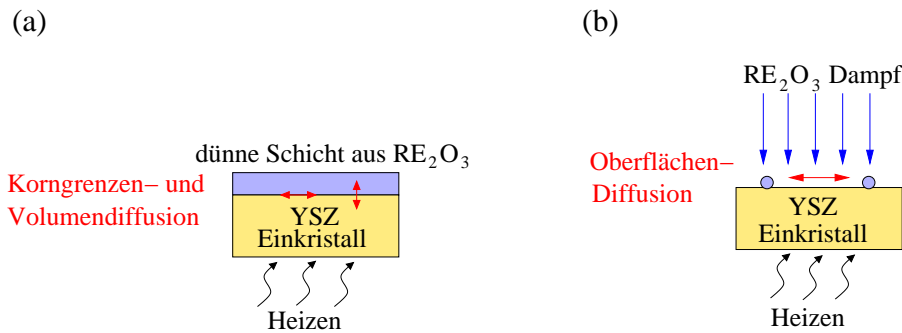 (a)
dünne Schicht aus RE2O3
Korngrenzen− und
Volumendiffusion
YSZ
Einkristall
Heizen
(b)
RE2O3 Dampf
Oberflächen−
Diffusion
YSZ
Einkristall
Heizen